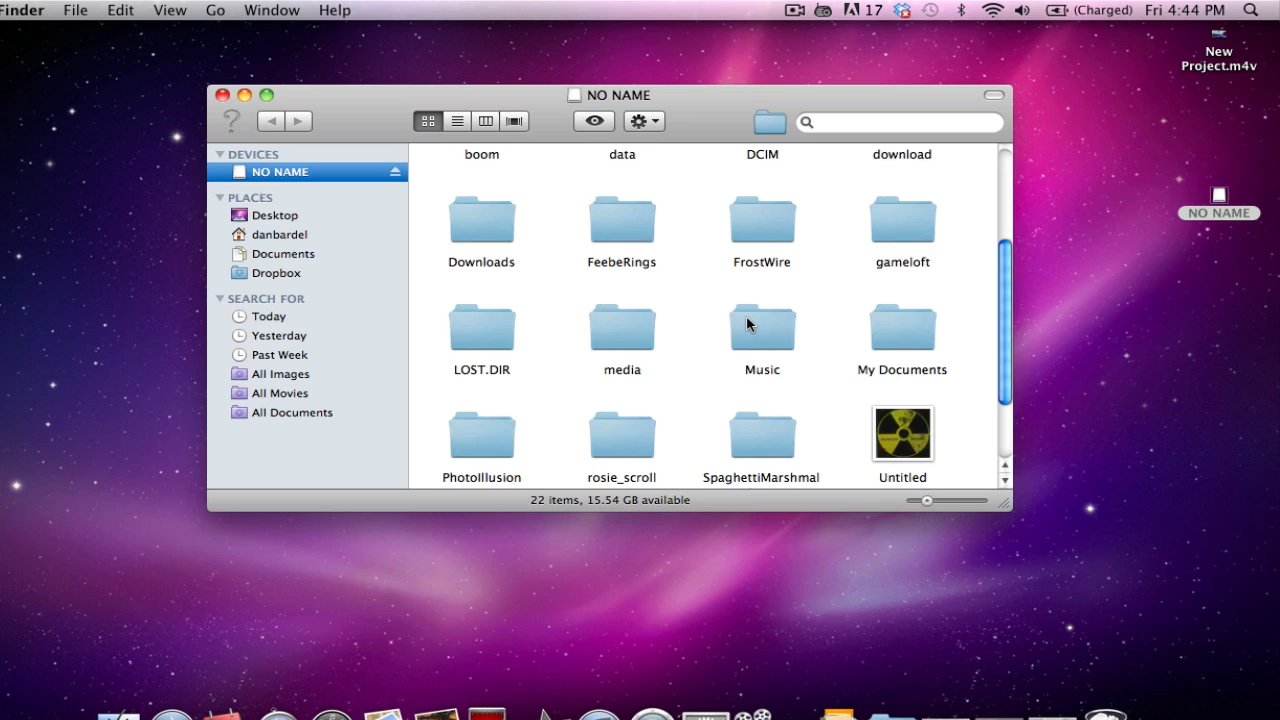 Finder File Edit View Go Window Help 17 (Charged) Fri 4:44 PM
New
Project.m4v
NO NAME
NO NAME
DEVICES
NO NAME
PLACES
Desktop
danbardel
Documents
Dropbox
SEARCH FOR
Today
Yesterday
Past Week
All Images
All Movies
All Documents
boom data DCIM download
Downloads FeebeRings FrostWire gameloft
LOST.DIR media Music My Documents
PhotoIllusion rosie_scroll SpaghettiMarshmal Untitled
22 items, 15.54 GB available